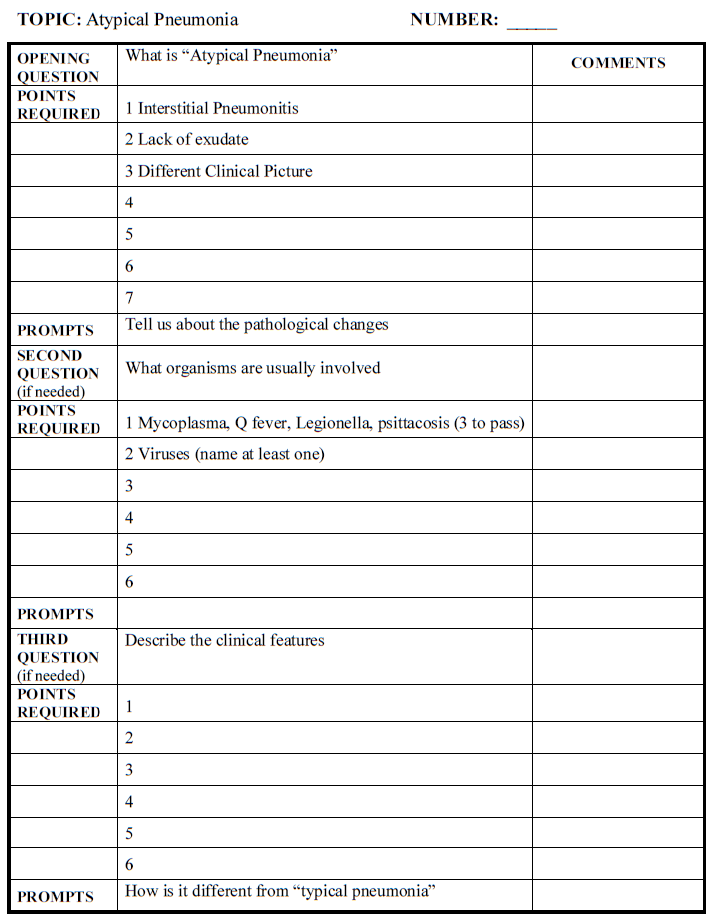 TOPIC: Atypical Pneumonia NUMBER: _____
OPENING QUESTION What is “Atypical Pneumonia” COMMENTS
POINTS REQUIRED 1 Interstitial Pneumonitis
2 Lack of exudate
3 Different Clinical Picture
4
5
6
7
PROMPTS Tell us about the pathological changes
SECOND QUESTION (if needed) What organisms are usually involved
POINTS REQUIRED 1 Mycoplasma, Q fever, Legionella, psittacosis (3 to pass)
2 Viruses (name at least one)
3
4
5
6
PROMPTS
THIRD QUESTION (if needed) Describe the clinical features
POINTS REQUIRED 1
2
3
4
5
6
PROMPTS How is it different from “typical pneumonia”